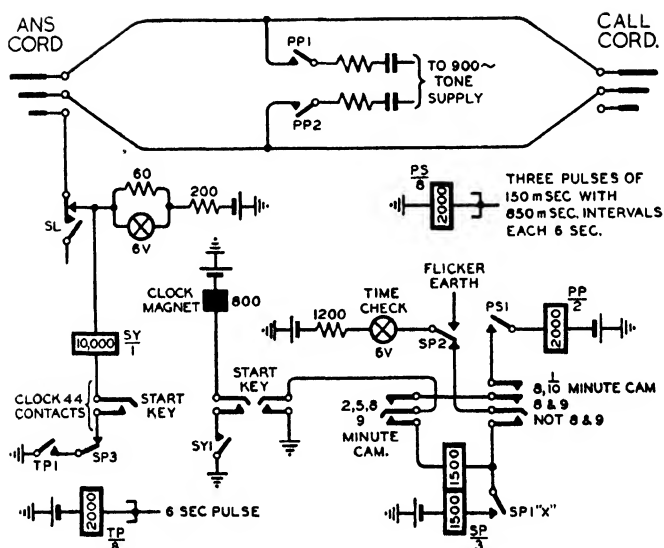 ANS
CORD
CALL
CORD.
PP1
PP2
TO 900~
TONE
SUPPLY
60
200
6V
SL
PS
8
2000
THREE PULSES OF
150 mSEC WITH
850 mSEC. INTERVALS
EACH 6 SEC.
CLOCK
MAGNET
800
FLICKER
EARTH
1200
TIME
CHECK
6V
SP2
PS1
PP
2
2000
10,000
SY
1
CLOCK 44
CONTACTS
START
KEY
START
KEY
2,5,8
9
MINUTE
CAM.
8,1/10 MINUTE CAM
8 & 9
NOT 8 & 9
TP1
SP3
SY1
1500
1500
SP1 "X"
SP
3
2000
TP
8
6 SEC PULSE